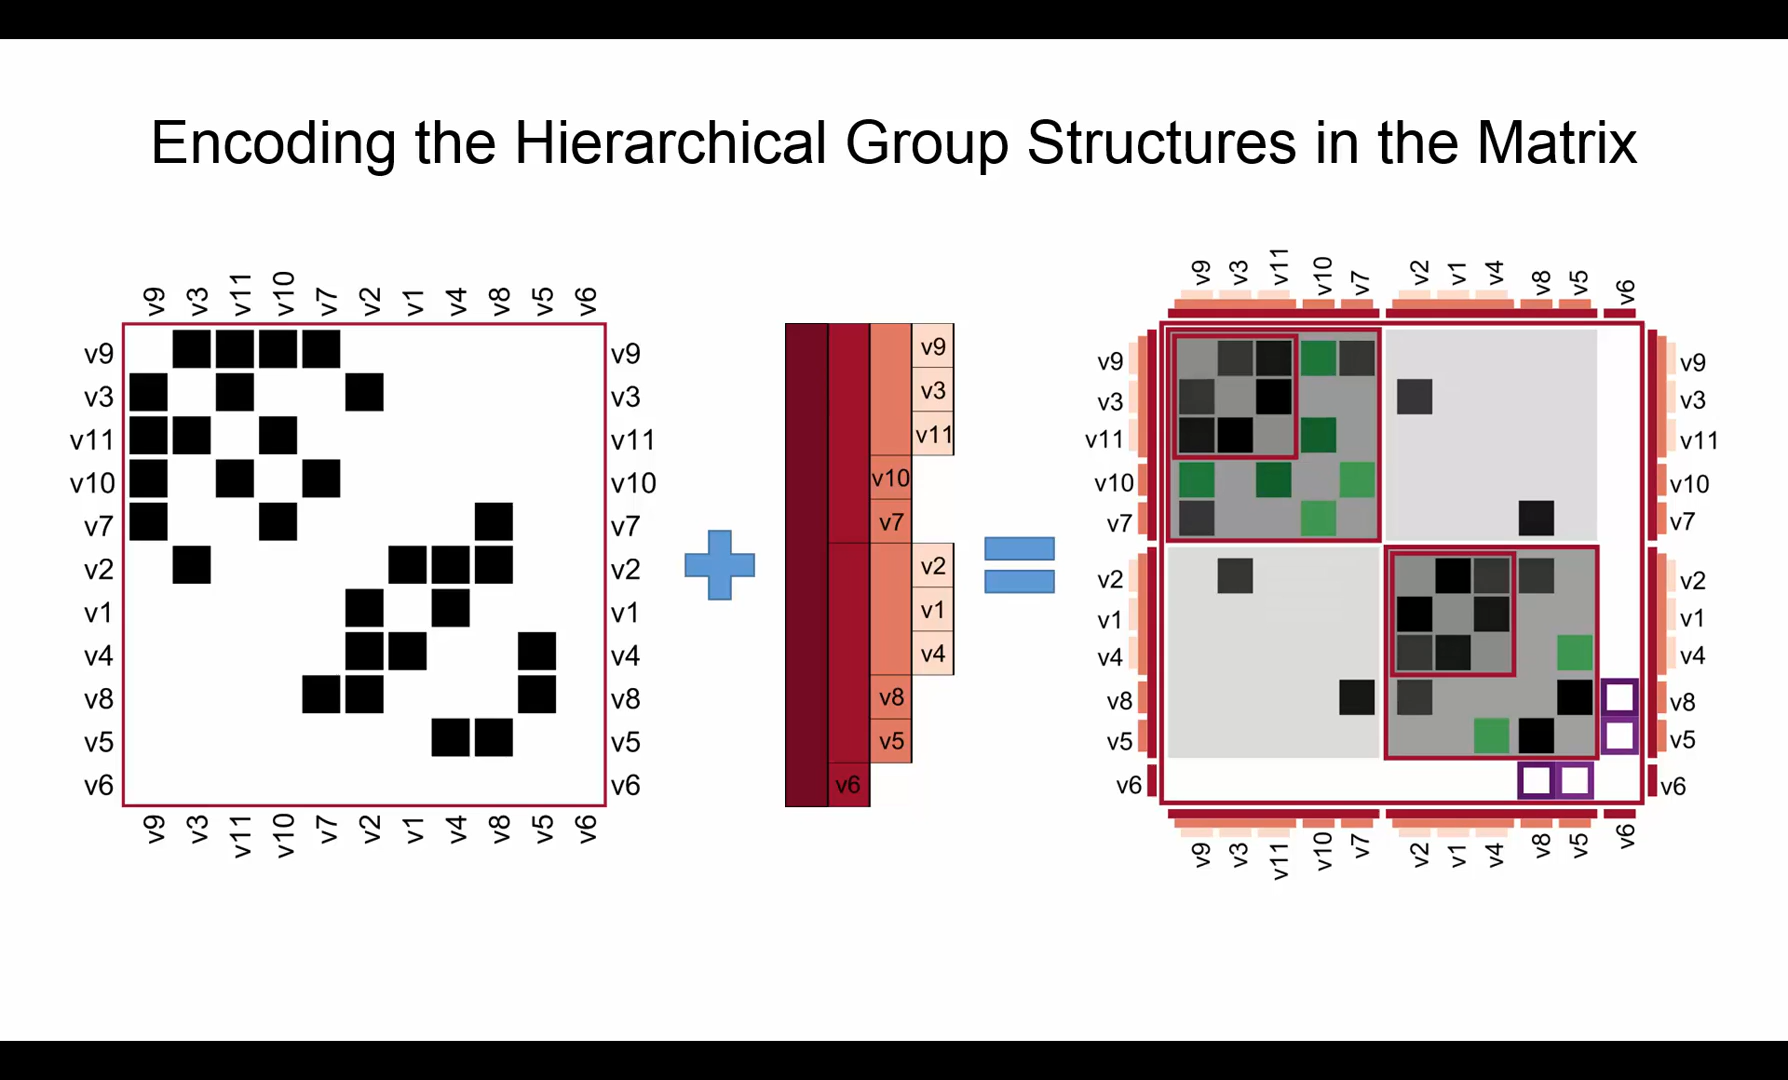 Encoding the Hierarchical Group Structures in the Matrix
v9 v3 v11 v10 v7 v2 v1 v4 v8 v5 v6
v9 v9
v3 v3
v11 v11
v10 v10
v7 v7
v2 v2
v1 v1
v4 v4
v8 v8
v5 v5
v6 v6
v9 v3 v11 v10 v7 v2 v1 v4 v8 v5 v6
v9
v3
v11
v10
v7
v2
v1
v4
v8
v5
v6
v9 v3 v11 v10 v7 v2 v1 v4 v8 v5 v6
v9 v9
v3 v3
v11 v11
v10 v10
v7 v7
v2 v2
v1 v1
v4 v4
v8 v8
v5 v5
v6 v6
v9 v3 v11 v10 v7 v2 v1 v4 v8 v5 v6